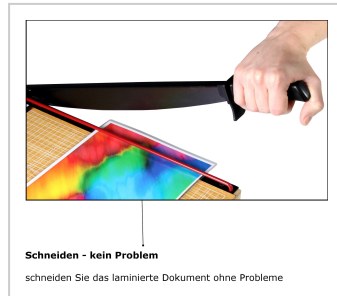 Schneiden - kein Problem
schneiden Sie das laminierte Dokument ohne Probleme